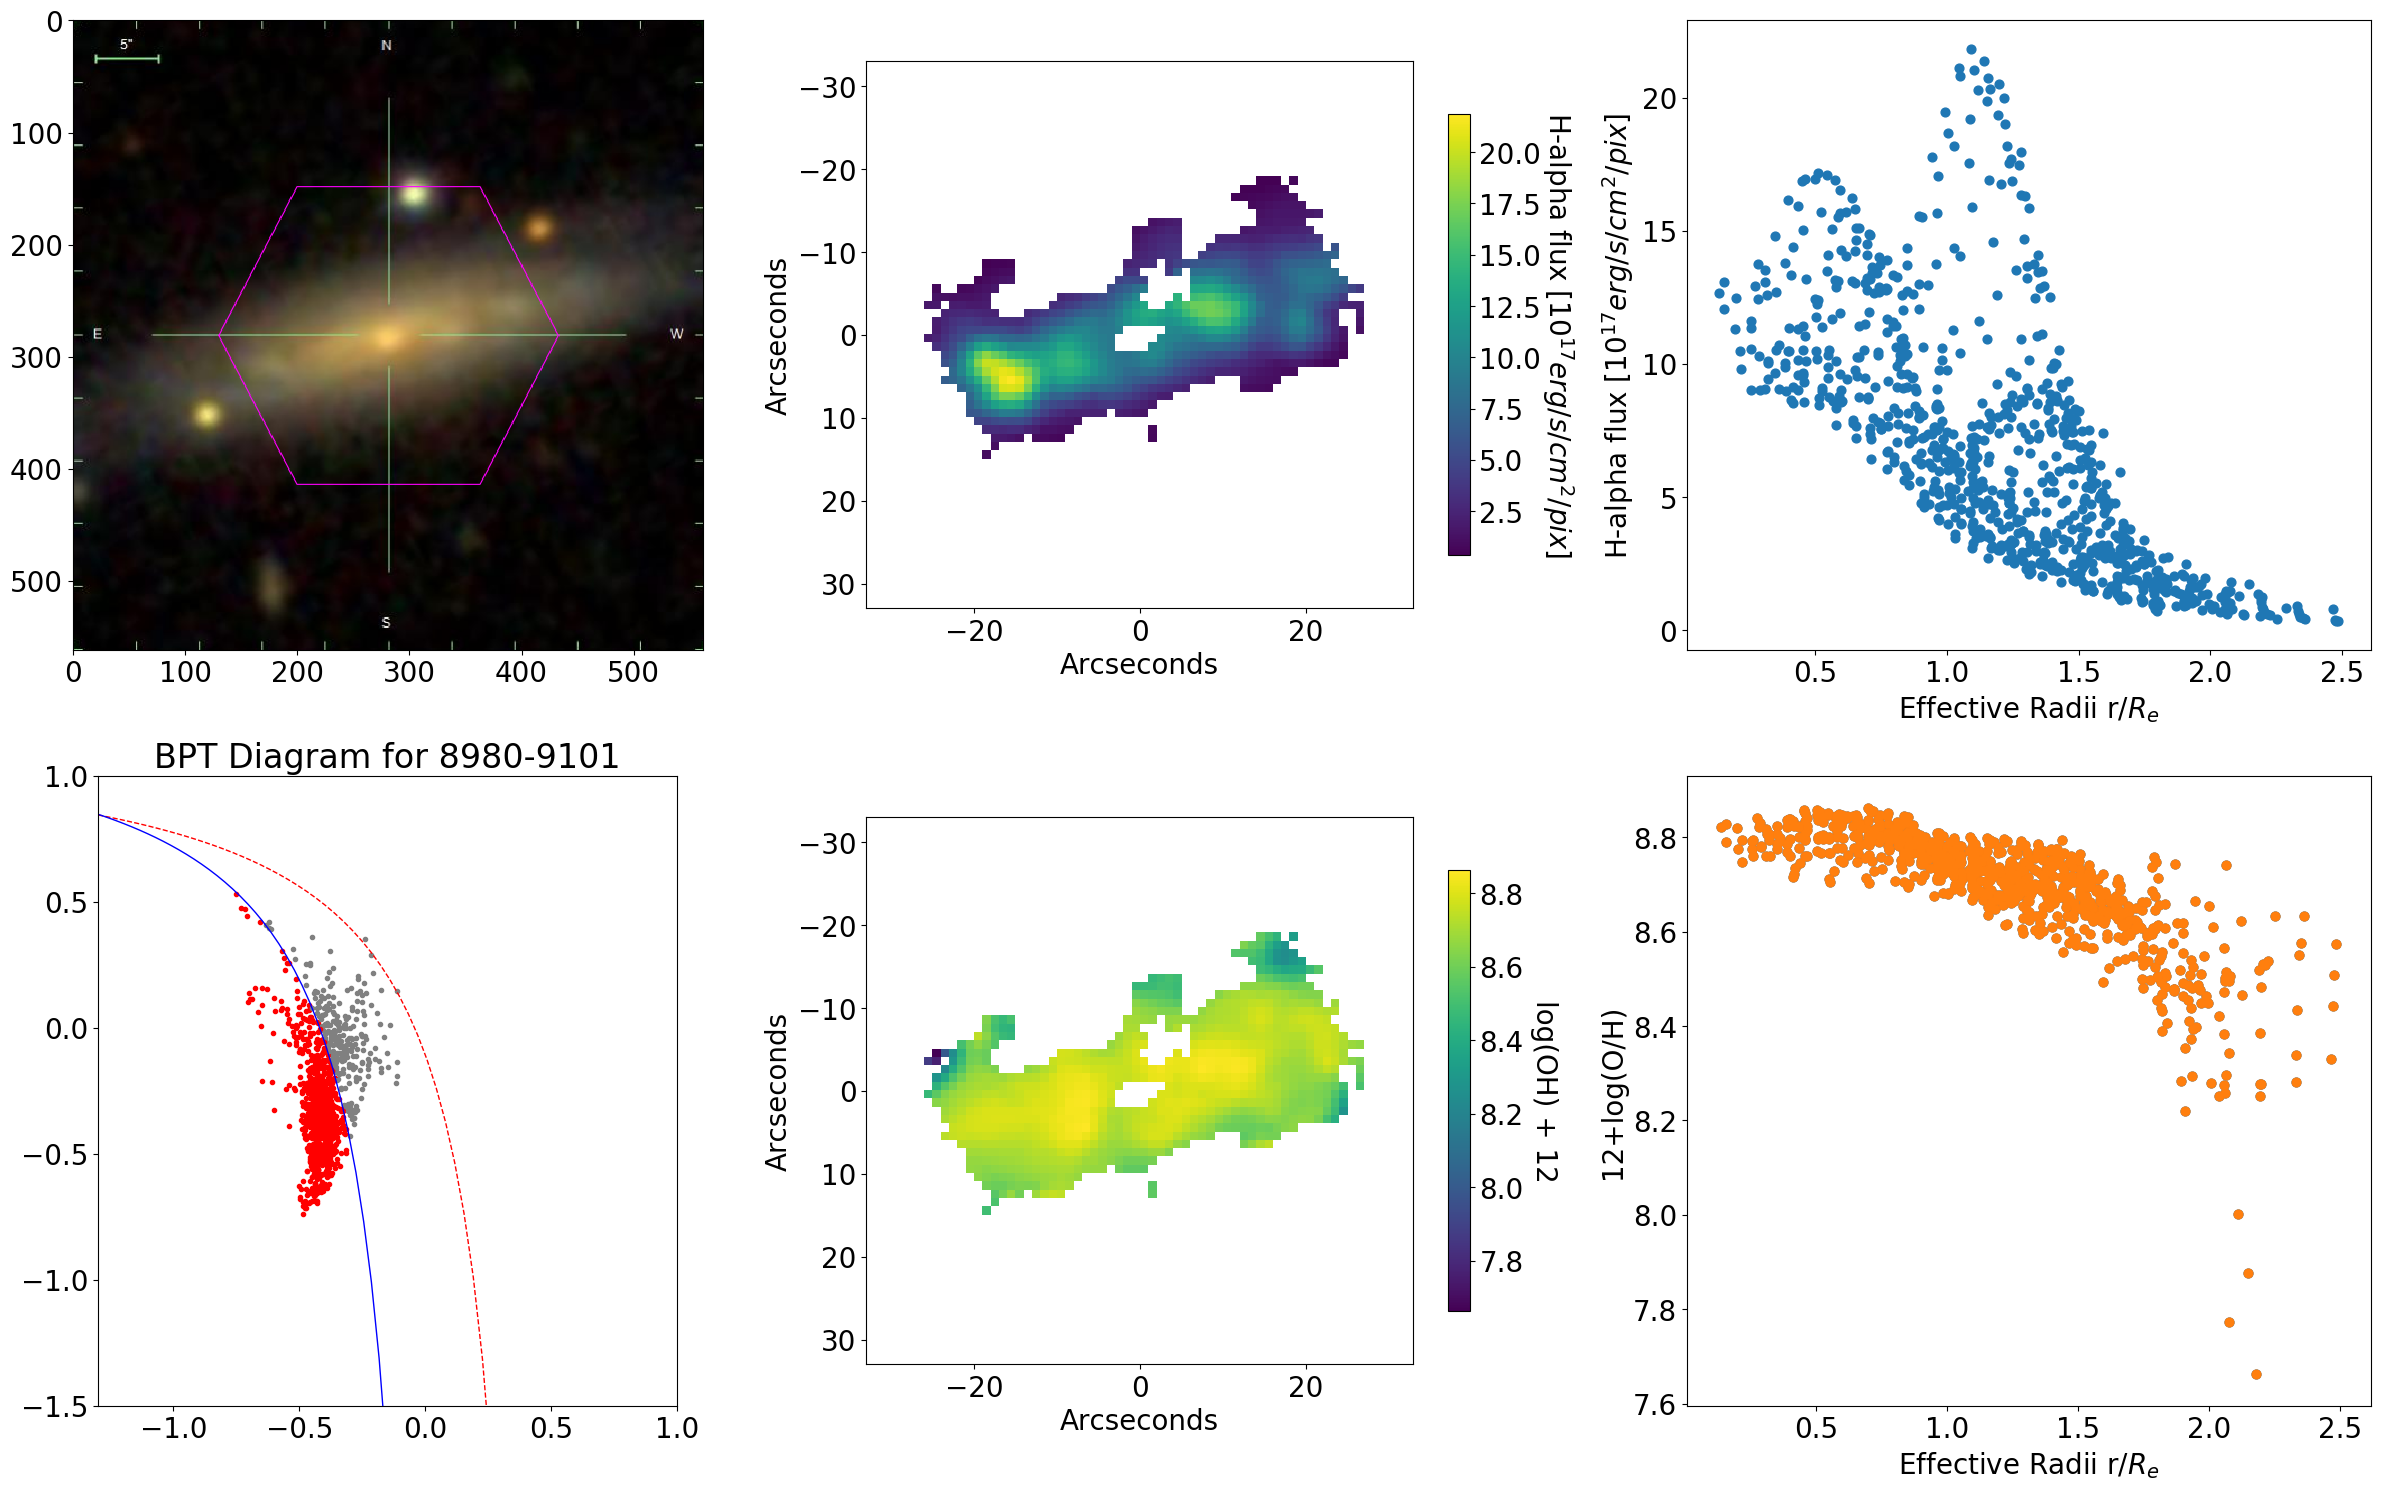 0
100
200
300
400
500
0 100 200 300 400 500
5"
N
E
W
S
−30
−20
−10
0
10
20
30
−20 0 20
Arcseconds
Arcseconds
20.0
17.5
15.0
12.5
10.0
7.5
5.0
2.5
H-alpha flux [10^17 erg/s/cm^2/pix]
H-alpha flux [10^17 erg/s/cm^2/pix]
20
15
10
5
0
0.5 1.0 1.5 2.0 2.5
Effective Radii r/R_e
BPT Diagram for 8980-9101
1.0
0.5
0.0
−0.5
−1.0
−1.5
−1.0 −0.5 0.0 0.5 1.0
−30
−20
−10
0
10
20
30
−20 0 20
Arcseconds
Arcseconds
8.8
8.6
8.4
8.2
8.0
7.8
log(OH) + 12
12+log(O/H)
8.8
8.6
8.4
8.2
8.0
7.8
7.6
0.5 1.0 1.5 2.0 2.5
Effective Radii r/R_e